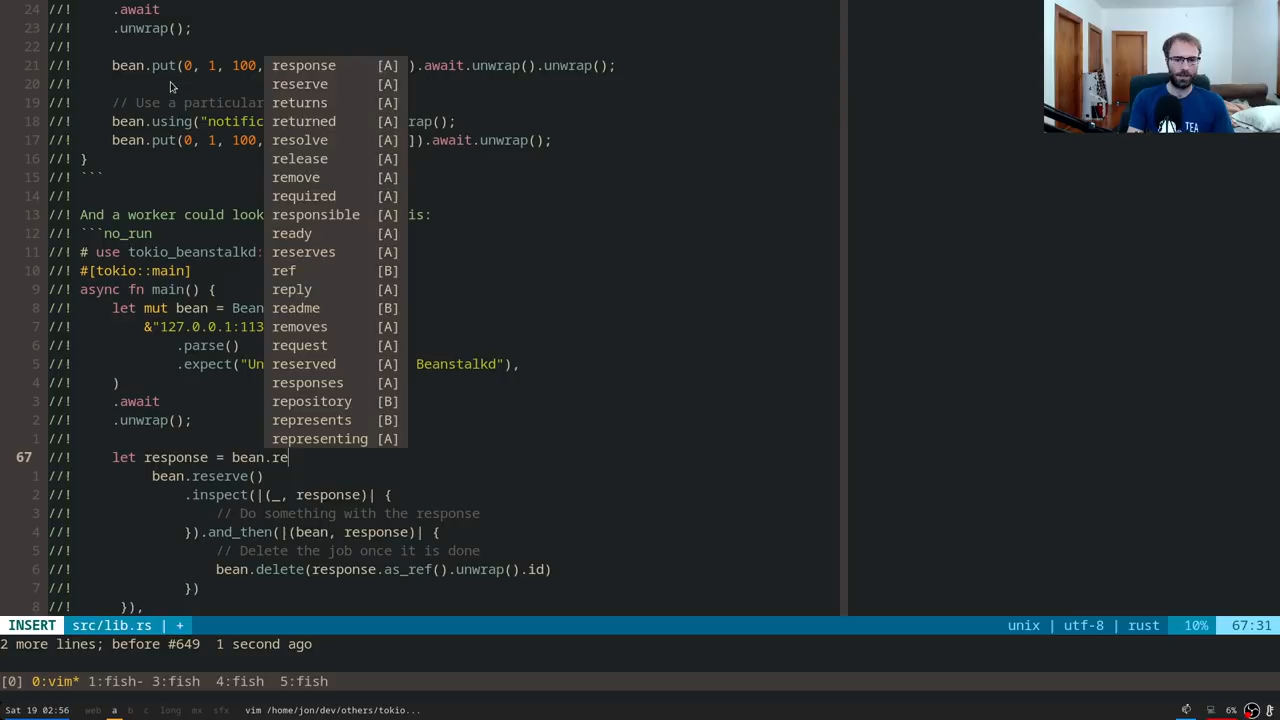 24 //!     .await
23 //!     .unwrap();
22 //!
21 //!     bean.put(0, 1, 100, response [A] ).await.unwrap().unwrap();
20 //! reserve [A]
19 //!     // Use a particular returns [A]
18 //!     bean.using("notific returned [A] rap();
17 //!     bean.put(0, 1, 100, resolve [A] ]).await.unwrap();
16 //! } release [A]
15 //! ``` remove [A]
14 //! required [A]
13 //! And a worker could look responsible [A] is:
12 //! ```no_run ready [A]
11 //! # use tokio_beanstalkd: reserves [A]
10 //! #[tokio::main] ref [B]
9 //! async fn main() { reply [A]
8 //!     let mut bean = Bean readme [B]
7 //!         &"127.0.0.1:113 removes [A]
6 //!             .parse() request [A]
5 //!             .expect("Un reserved [A] Beanstalkd"),
4 //!     ) responses [A]
3 //!     .await repository [B]
2 //!     .unwrap(); represents [B]
1 //! representing [A]
67 //!     let response = bean.re
1 //!          bean.reserve()
2 //!              .inspect(|(_, response)| {
3 //!                  // Do something with the response
4 //!              }).and_then(|(bean, response)| {
5 //!                  // Delete the job once it is done
6 //!                  bean.delete(response.as_ref().unwrap().id)
7 //!              })
8 //!      }),
INSERT src/lib.rs | + unix | utf-8 | rust 10% 67:31
2 more lines; before #649  1 second ago
[0] 0:vim* 1:fish- 3:fish  4:fish  5:fish
Sat 19 02:56 web a b c long mx sfx vim /home/jon/dev/others/tokio... 6%
TEA